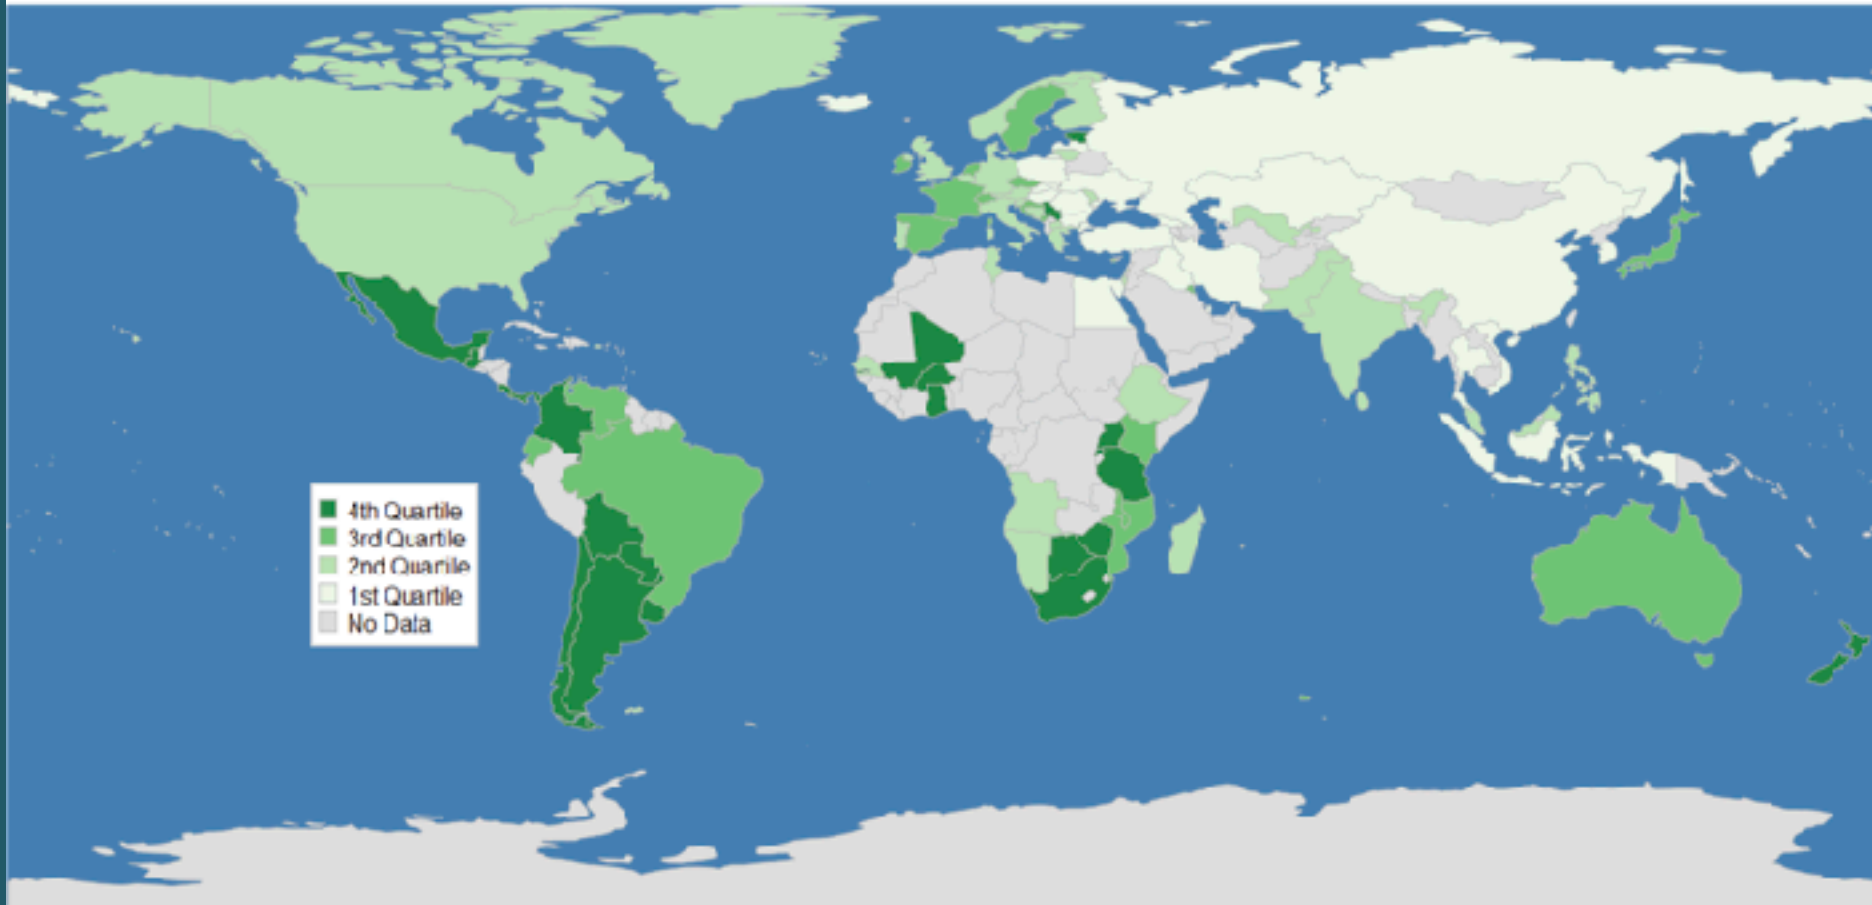 4th Quartile
3rd Quartile
2nd Quartile
1st Quartile
No Data